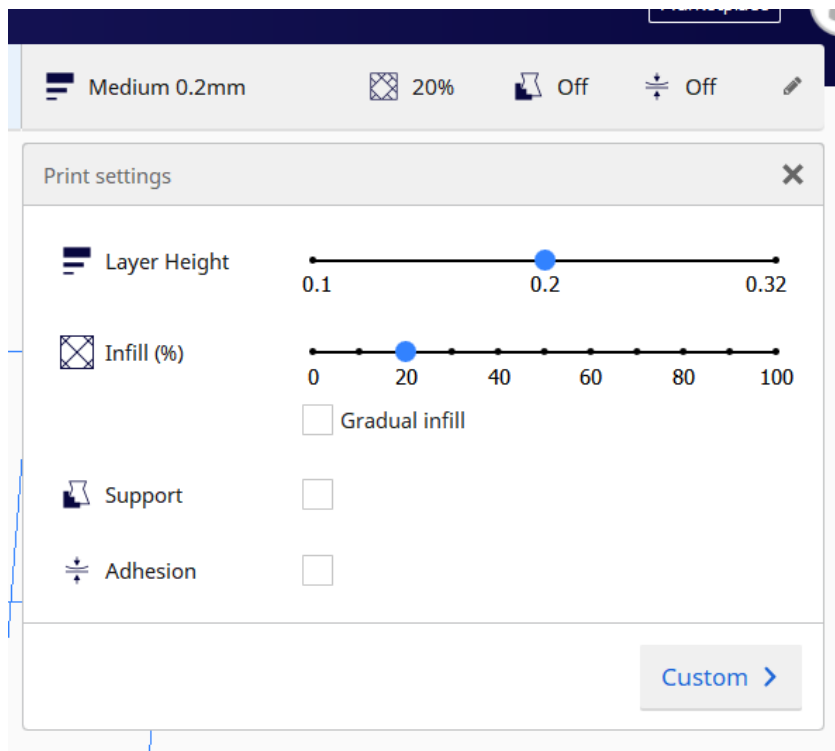 Marketplace
Medium 0.2mm 20% Off Off
Print settings
Layer Height
0.1 0.2 0.32
Infill (%)
0 20 40 60 80 100
Gradual infill
Support
Adhesion
Custom